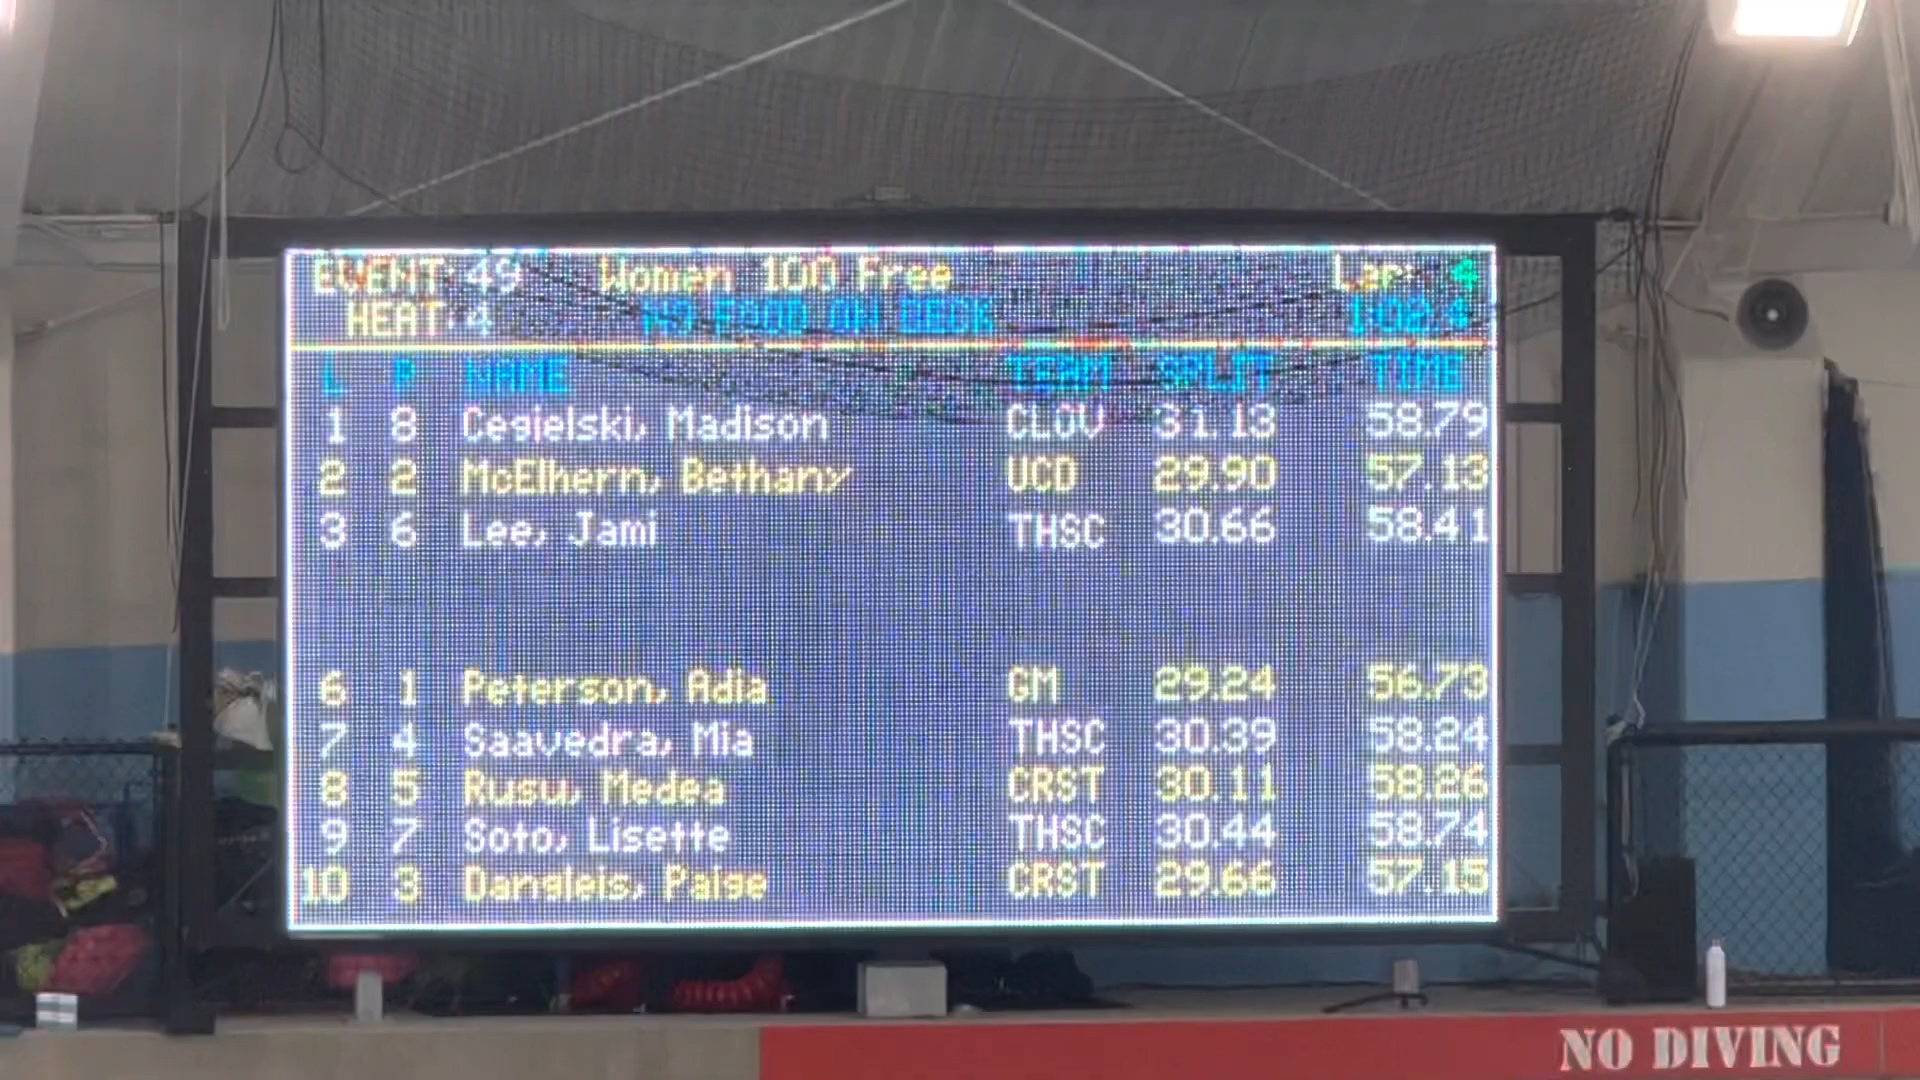 EVENT:49 Women 100 Free Lap: 4
HEAT:4 NO FOOD ON DECK 1:02.4
L P NAME TEAM SPLIT TIME
1 8 Cegielski, Madison CLOV 31.13 58.79
2 2 McElhern, Bethany UCD 29.90 57.13
3 6 Lee, Jami THSC 30.66 58.41
6 1 Peterson, Adia GM 29.24 56.73
7 4 Saavedra, Mia THSC 30.39 58.24
8 5 Rusu, Medea CRST 30.11 58.26
9 7 Soto, Lisette THSC 30.44 58.74
10 3 Dangleis, Paige CRST 29.66 57.15
NO DIVING